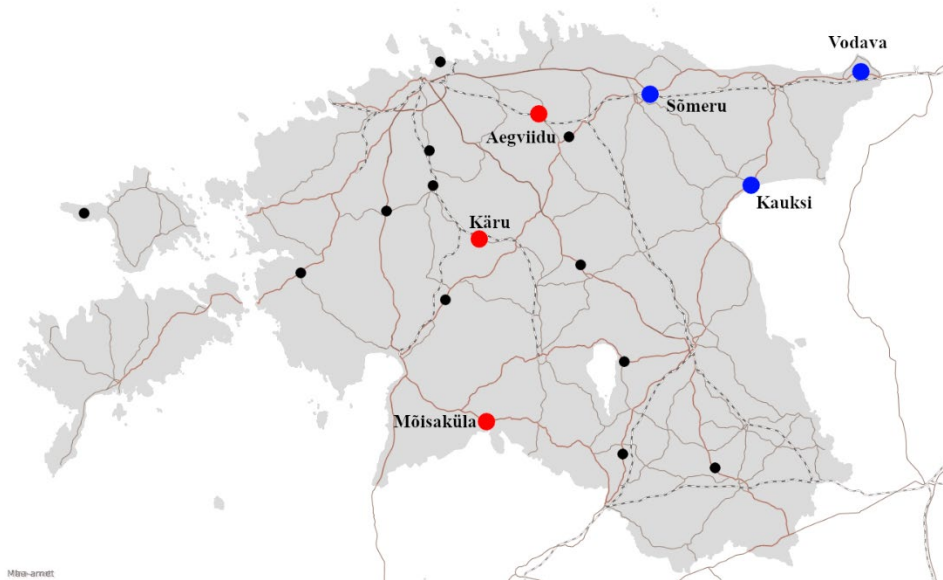 Vodava
Sõmeru
Aegviidu
Kauksi
Käru
Mõisaküla
Maa-amet